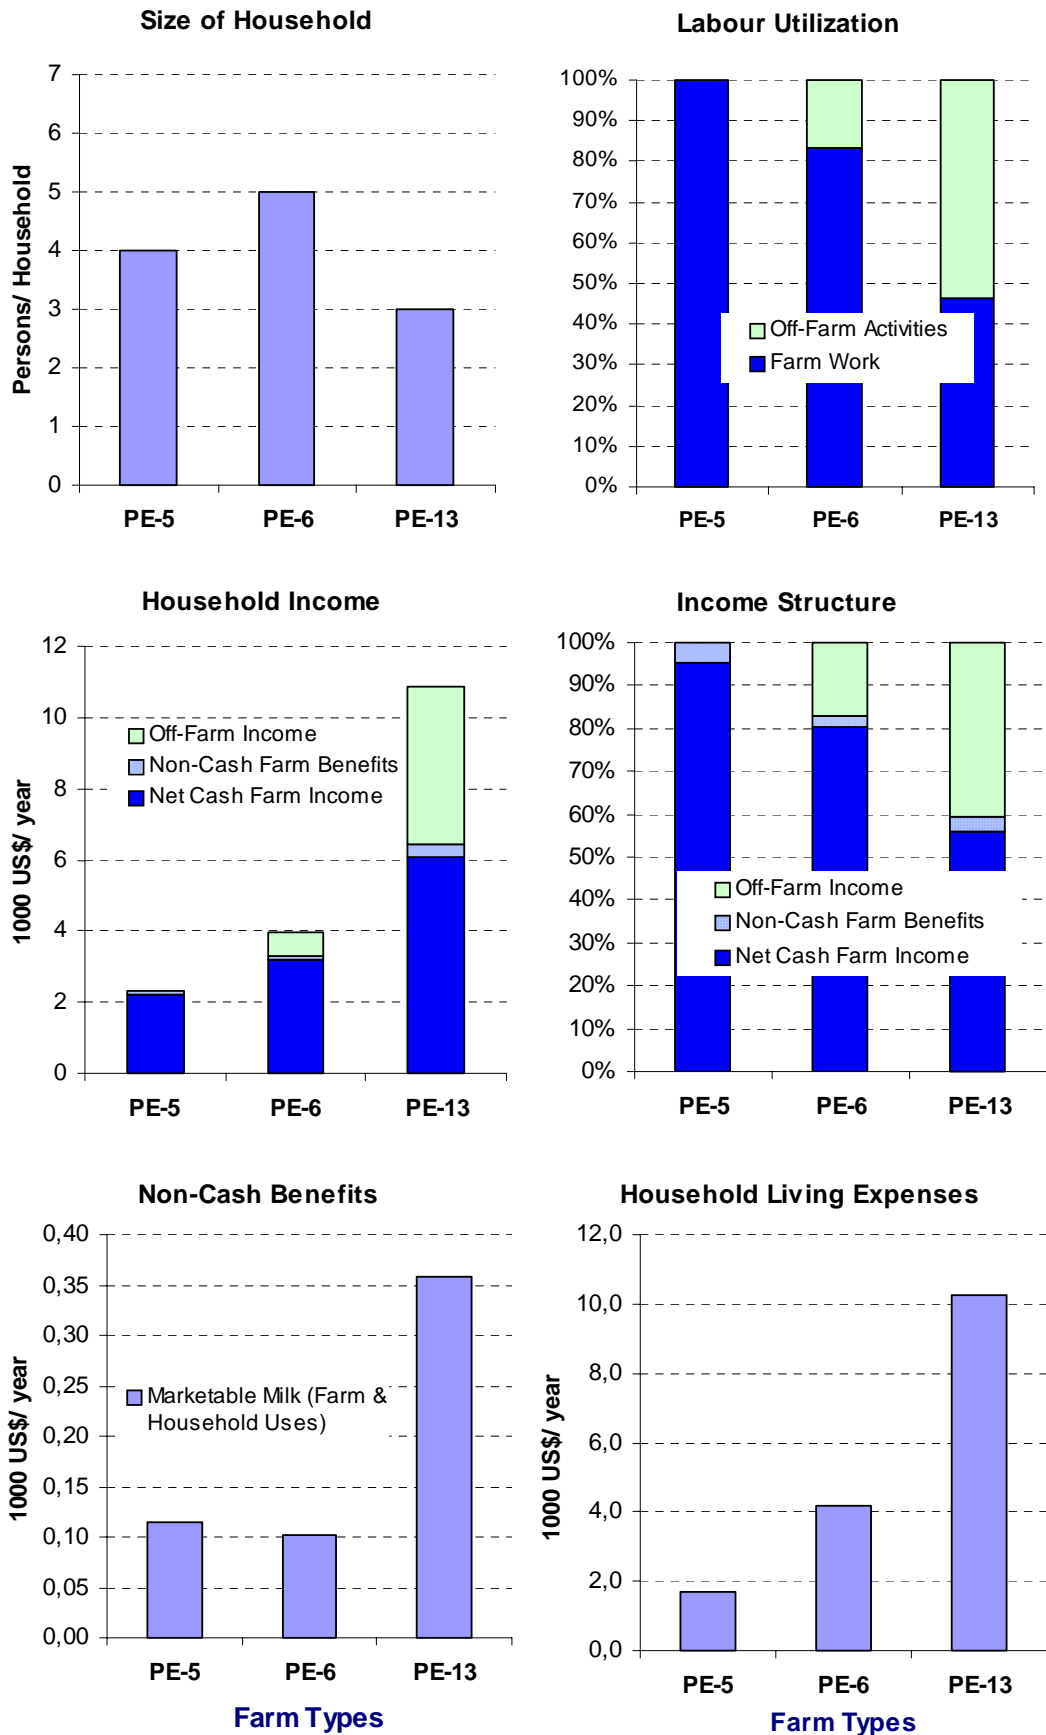 Size of Household
Persons/ Household
7
6
5
4
3
2
1
0
PE-5 PE-6 PE-13
Labour Utilization
100%
90%
80%
70%
60%
50%
40%
30%
20%
10%
0%
Off-Farm Activities
Farm Work
PE-5 PE-6 PE-13
Household Income
1000 US$/ year
12
10
8
6
4
2
0
Off-Farm Income
Non-Cash Farm Benefits
Net Cash Farm Income
PE-5 PE-6 PE-13
Income Structure
100%
90%
80%
70%
60%
50%
40%
30%
20%
10%
0%
Off-Farm Income
Non-Cash Farm Benefits
Net Cash Farm Income
PE-5 PE-6 PE-13
Non-Cash Benefits
1000 US$/ year
0,40
0,35
0,30
0,25
0,20
0,15
0,10
0,05
0,00
Marketable Milk (Farm &
Household Uses)
PE-5 PE-6 PE-13
Farm Types
Household Living Expenses
1000 US$/ year
12,0
10,0
8,0
6,0
4,0
2,0
0,0
PE-5 PE-6 PE-13
Farm Types